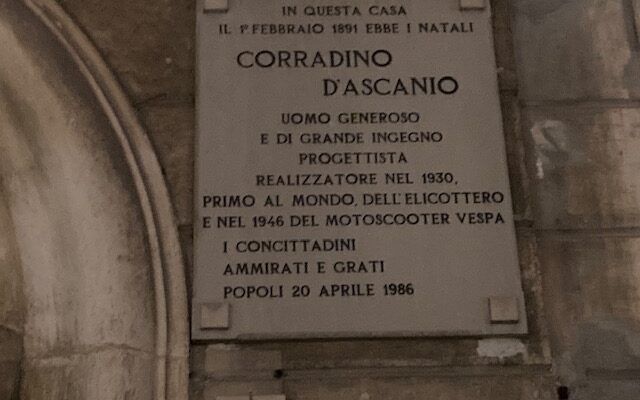 IN QUESTA CASA
IL 1° FEBBRAIO 1891 EBBE I NATALI
CORRADINO
D'ASCANIO
UOMO GENEROSO
E DI GRANDE INGEGNO
PROGETTISTA
REALIZZATORE NEL 1930,
PRIMO AL MONDO, DELL'ELICOTTERO
E NEL 1946 DEL MOTOSCOOTER VESPA
I CONCITTADINI
AMMIRATI E GRATI
POPOLI 20 APRILE 1986